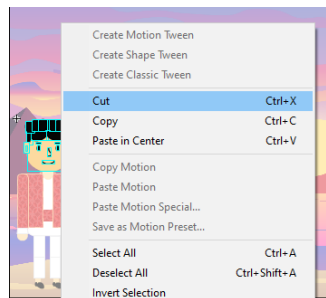 Create Motion Tween
Create Shape Tween
Create Classic Tween
Cut Ctrl+X
Copy Ctrl+C
Paste in Center Ctrl+V
Copy Motion
Paste Motion
Paste Motion Special...
Save as Motion Preset...
Select All Ctrl+A
Deselect All Ctrl+Shift+A
Invert Selection